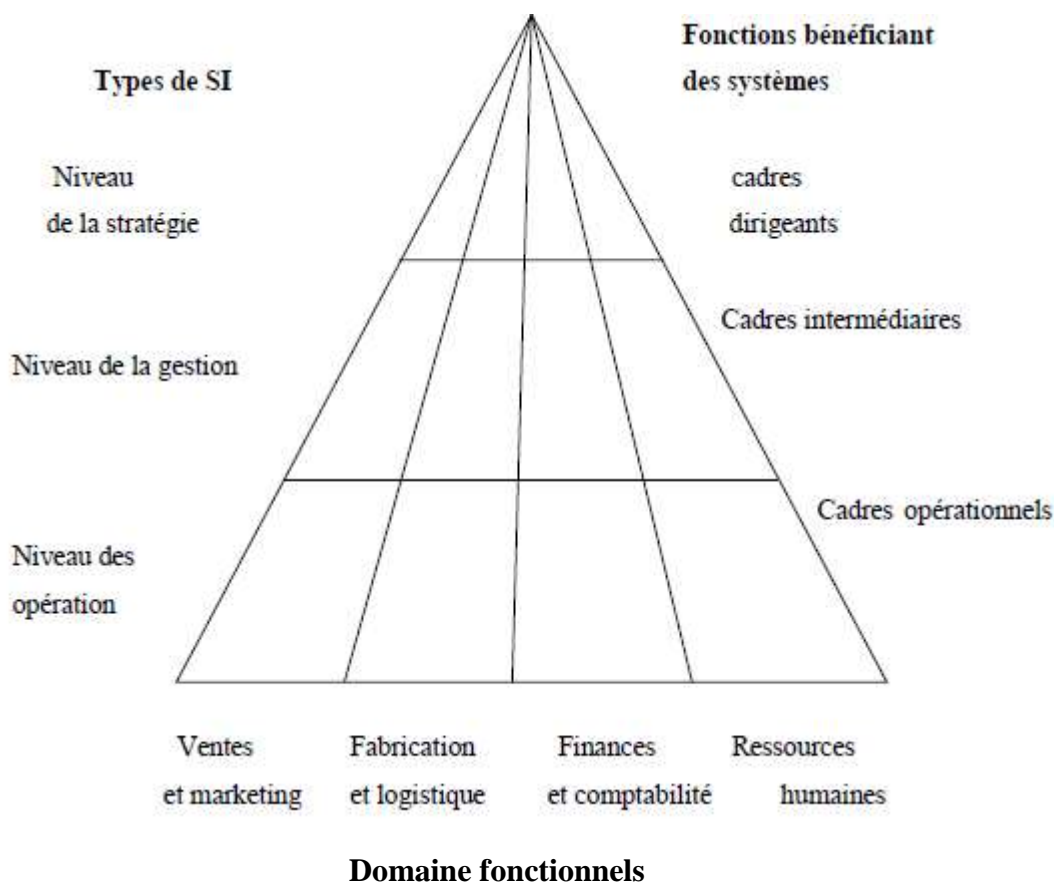 Fonctions bénéficiant
des systèmes
Types de SI
Niveau
de la stratégie
cadres
dirigeants
Cadres intermédiaires
Niveau de la gestion
Cadres opérationnels
Niveau des
opération
Ventes
et marketing
Fabrication
et logistique
Finances
et comptabilité
Ressources
humaines
Domaine fonctionnels